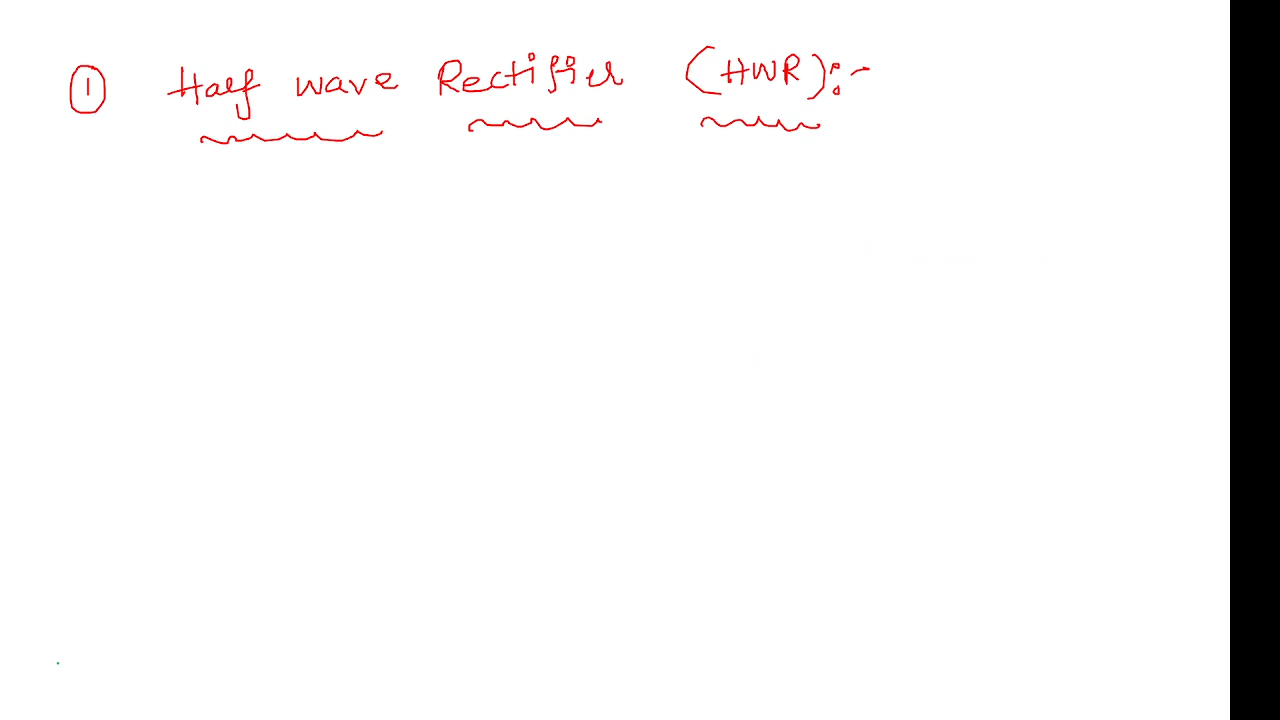 ① Half wave Rectifier (HWR):-